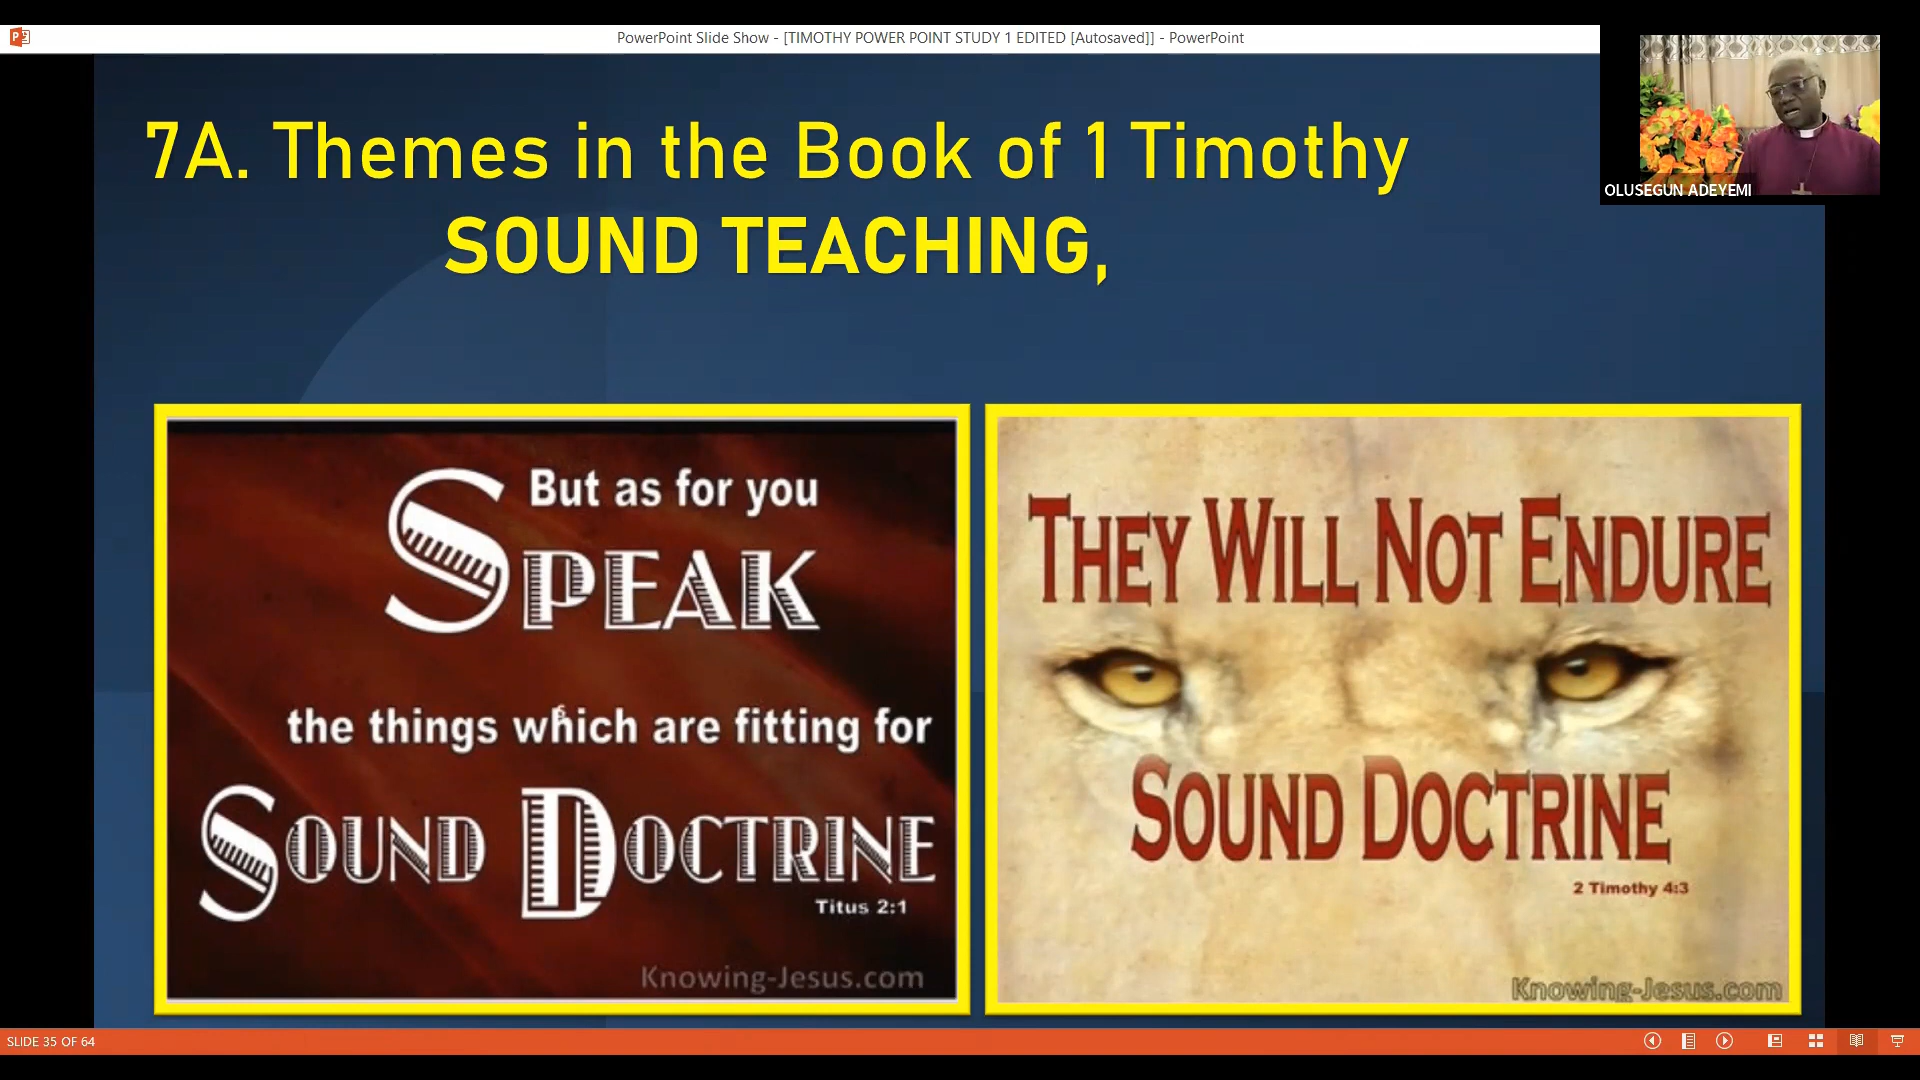 PowerPoint Slide Show - [TIMOTHY POWER POINT STUDY 1 EDITED [Autosaved]] - PowerPoint
OLUSEGUN ADEYEMI
7A. Themes in the Book of 1 Timothy
SOUND TEACHING,
But as for you
SPEAK
the things which are fitting for
SOUND DOCTRINE
Titus 2:1
Knowing-Jesus.com
THEY WILL NOT ENDURE
SOUND DOCTRINE
2 Timothy 4:3
Knowing-Jesus.com
SLIDE 35 OF 64